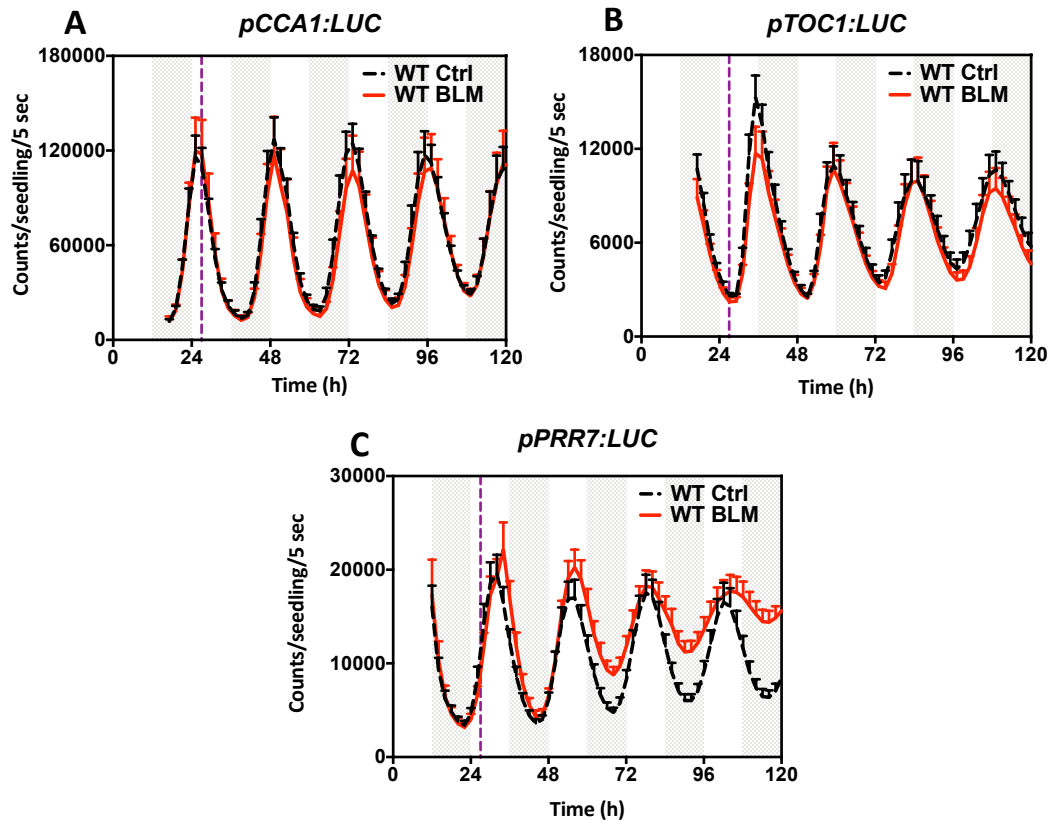 A
pCCA1:LUC
180000
120000
60000
0
Counts/seedling/5 sec
WT Ctrl
WT BLM
0 24 48 72 96 120
Time (h)
B
pTOC1:LUC
18000
12000
6000
0
Counts/seedling/5 sec
WT Ctrl
WT BLM
0 24 48 72 96 120
Time (h)
C
pPRR7:LUC
30000
20000
10000
0
Counts/seedling/5 sec
WT Ctrl
WT BLM
0 24 48 72 96 120
Time (h)